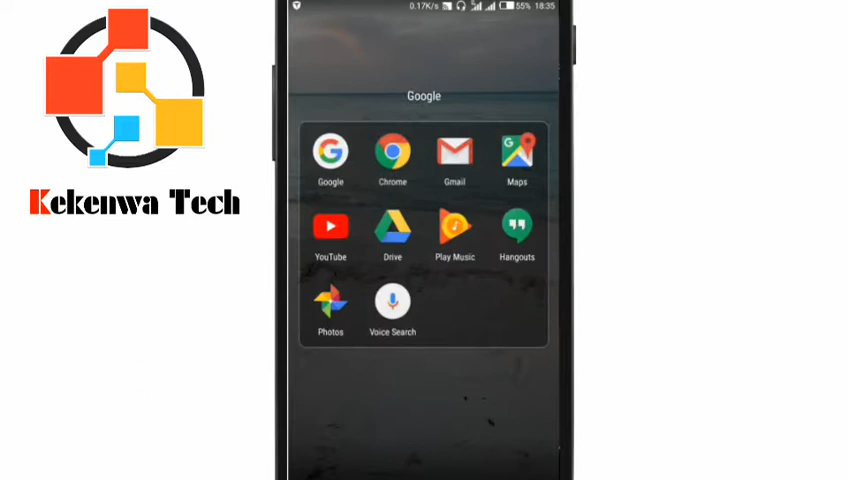 0.17K/s 55% 18:35
Google
Google Chrome Gmail Maps
YouTube Drive Play Music Hangouts
Photos Voice Search
Kekenwa Tech